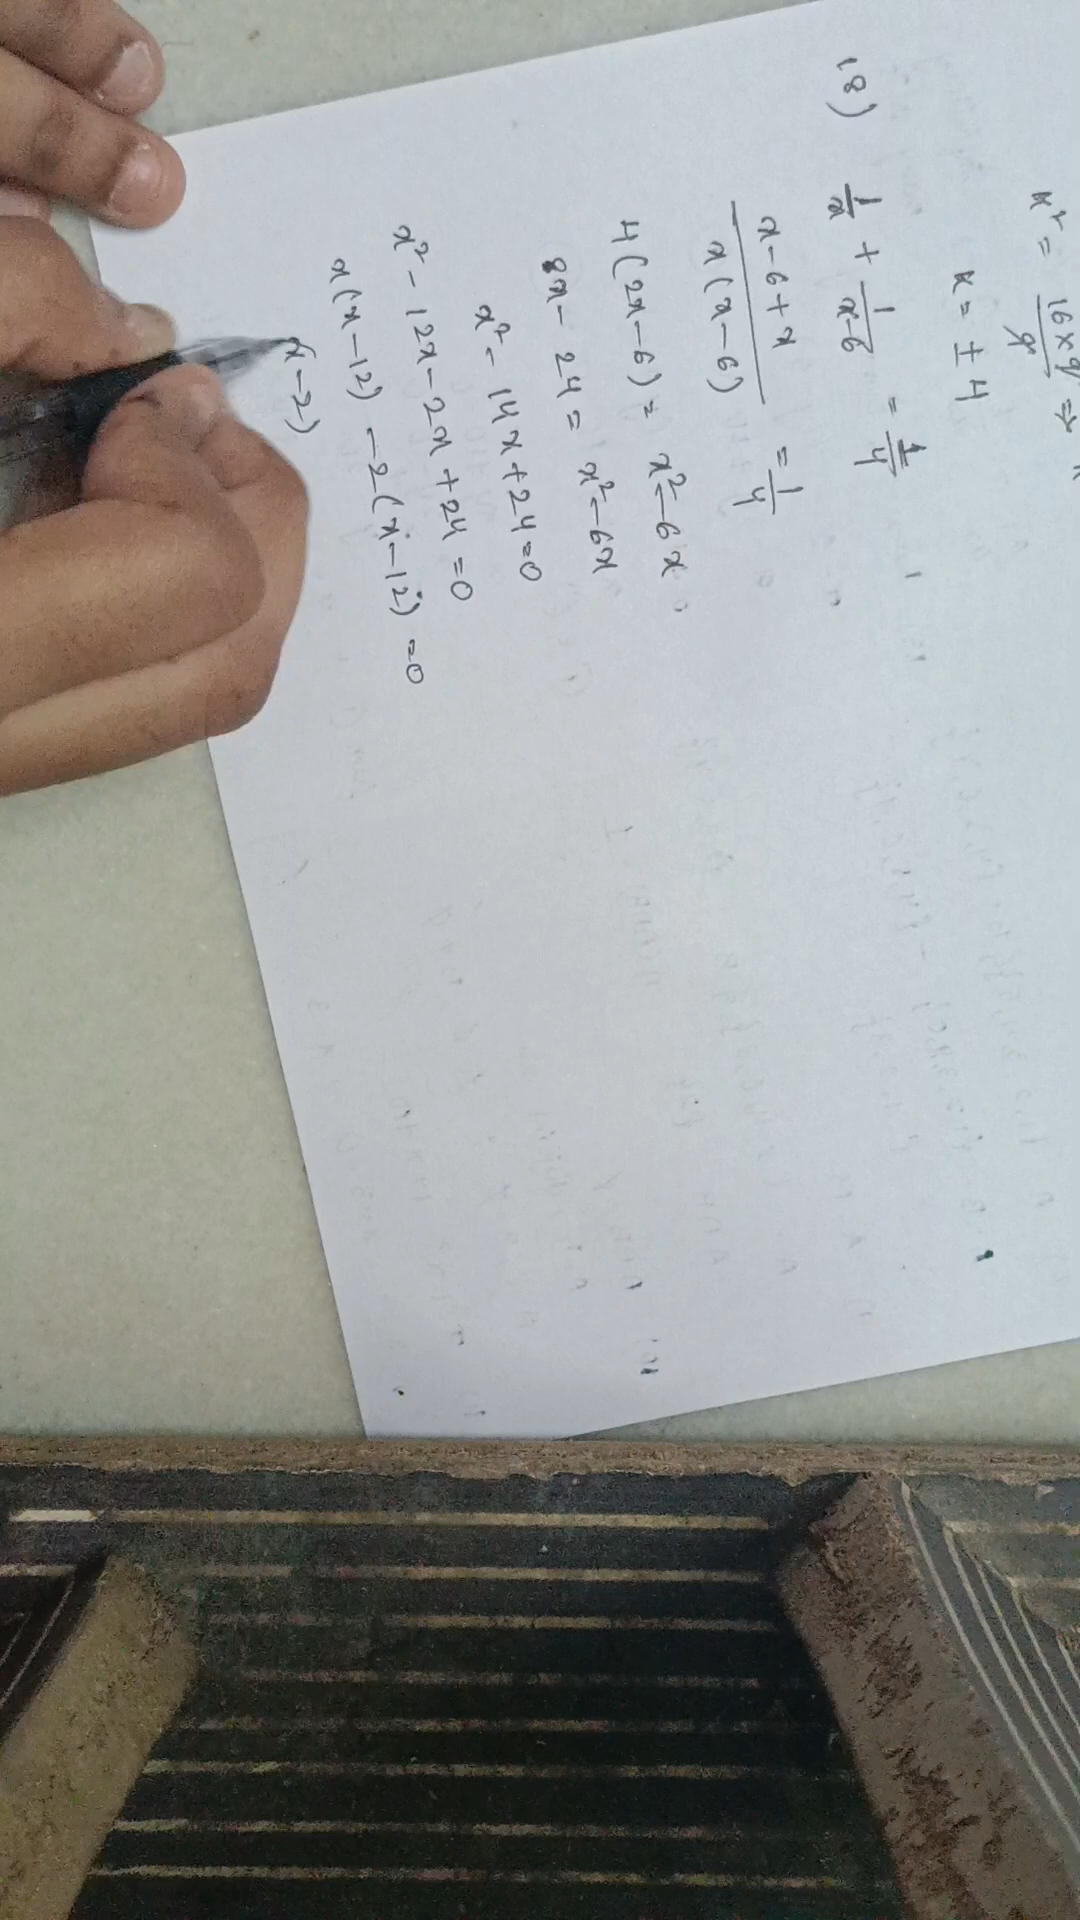 x² = 16×9/9 ⇒
x = ± 4
18) 1/x + 1/x-6 = 1/4
x-6+x/x(x-6) = 1/4
4(2x-6) = x²-6x
8x - 24 = x²-6x
x² - 14x+24=0
x² - 12x-2x+24 =0
x(x-12) -2(x-12) =0
(x-2)